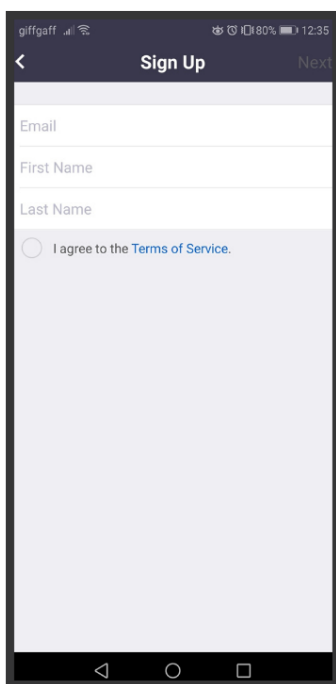 giffgaff 80% 12:35
Sign Up Next
Email
First Name
Last Name
I agree to the Terms of Service.